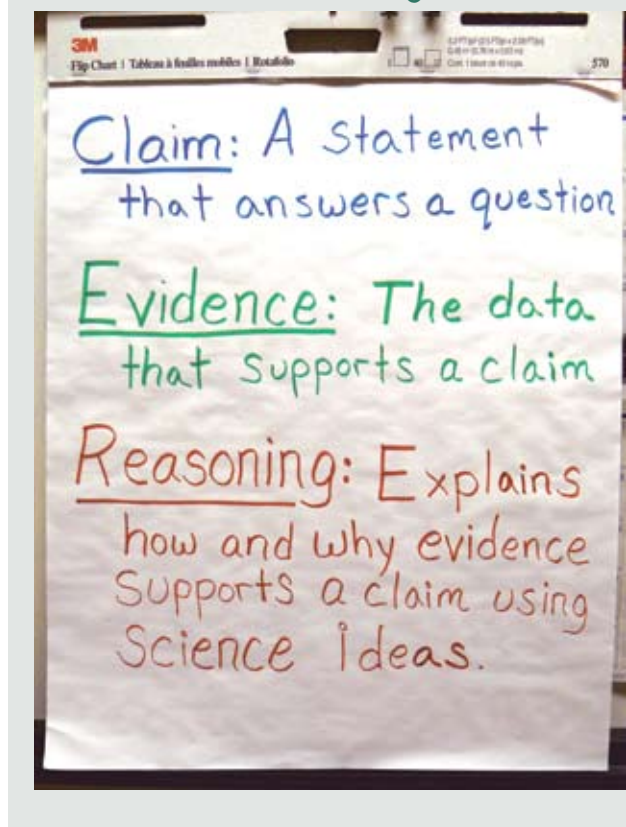 3M
Flip Chart | Tableau à feuilles mobiles | Rotafolio
570
Claim: A statement
that answers a question
Evidence: The data
that supports a claim
Reasoning: Explains
how and why evidence
supports a claim using
Science ideas.